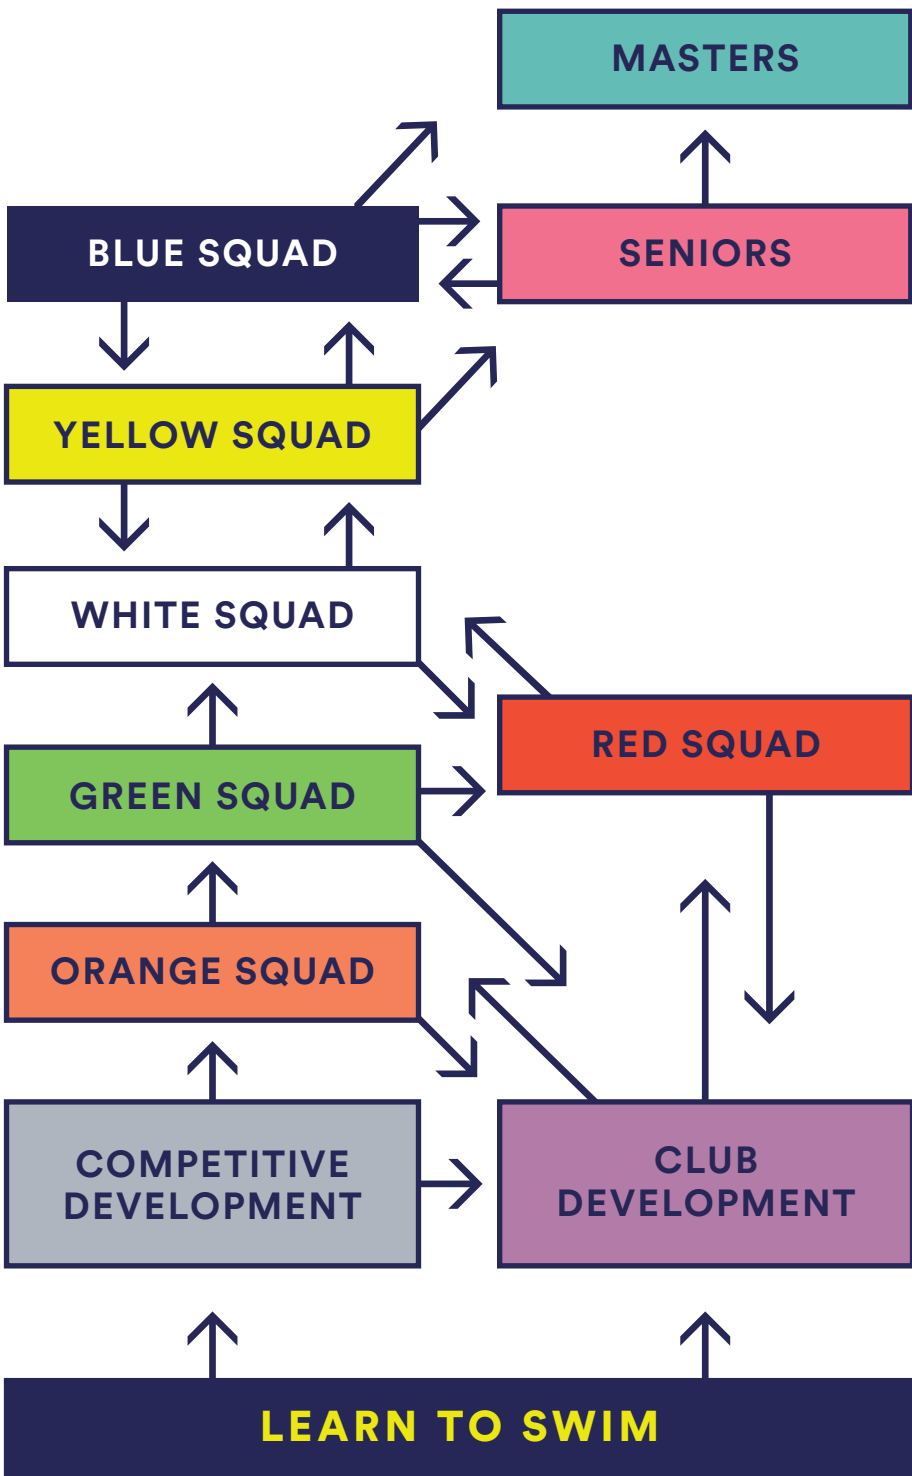 MASTERS
BLUE SQUAD
SENIORS
YELLOW SQUAD
WHITE SQUAD
RED SQUAD
GREEN SQUAD
ORANGE SQUAD
COMPETITIVE
DEVELOPMENT
CLUB
DEVELOPMENT
LEARN TO SWIM